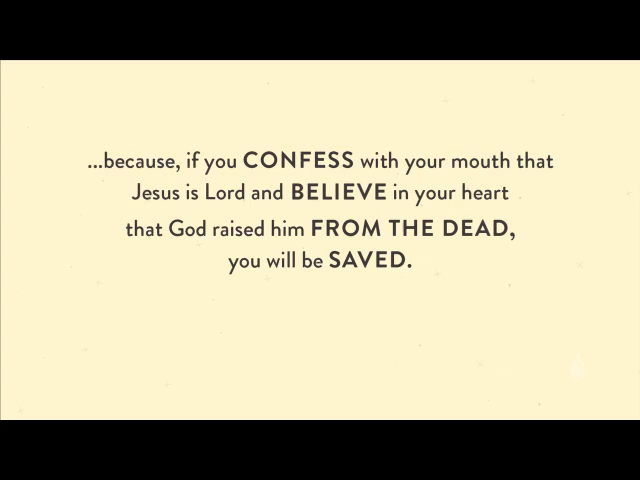 ...because, if you CONFESS with your mouth that
Jesus is Lord and BELIEVE in your heart
that God raised him FROM THE DEAD,
you will be SAVED.